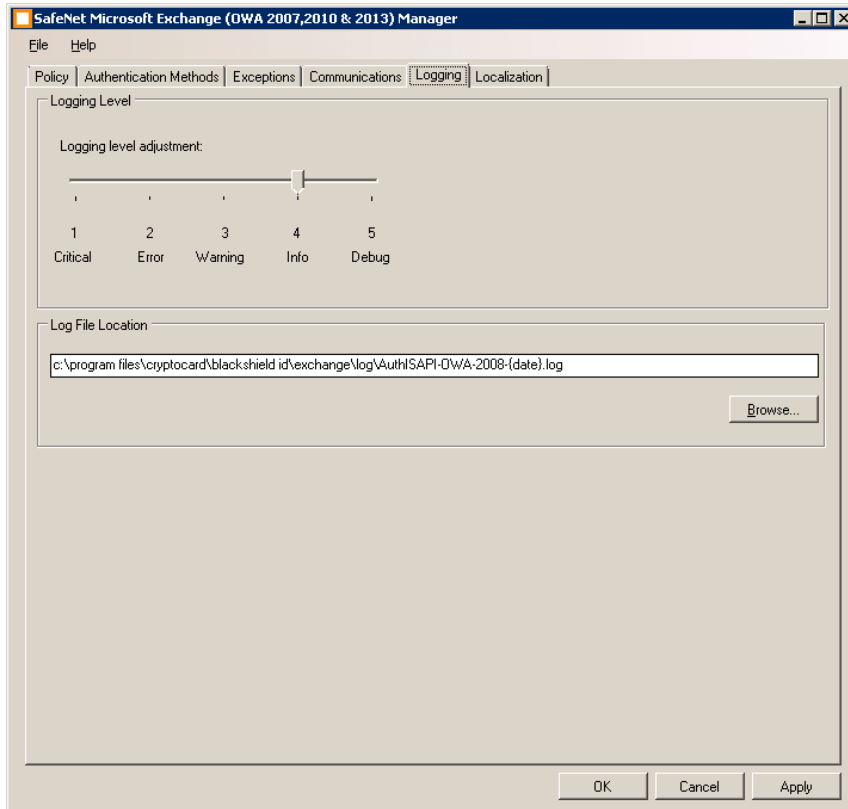 SafeNet Microsoft Exchange (OWA 2007,2010 & 2013) Manager
File Help
Policy Authentication Methods Exceptions Communications Logging Localization
Logging Level
Logging level adjustment:
1 2 3 4 5
Critical Error Warning Info Debug
Log File Location
c:\program files\cryptocard\blackshield id\exchange\log\AuthISAPI-OWA-2008-{date}.log
Browse...
OK Cancel Apply